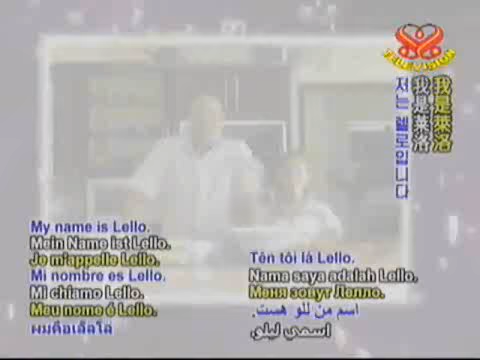 TELEVISION
我是萊洛
我是莱洛
저는 렐로입니다
My name is Lello.
Mein Name ist Lello.
Je m'appelle Lello.
Mi nombre es Lello.
Mi chiamo Lello.
Meu nome é Lello.
ผมคือเล็ลโล่
Tên tôi là Lello.
Nama saya adalah Lello.
Меня зовут Лелло.
اسم من للو هست.
اسمي ليلو.